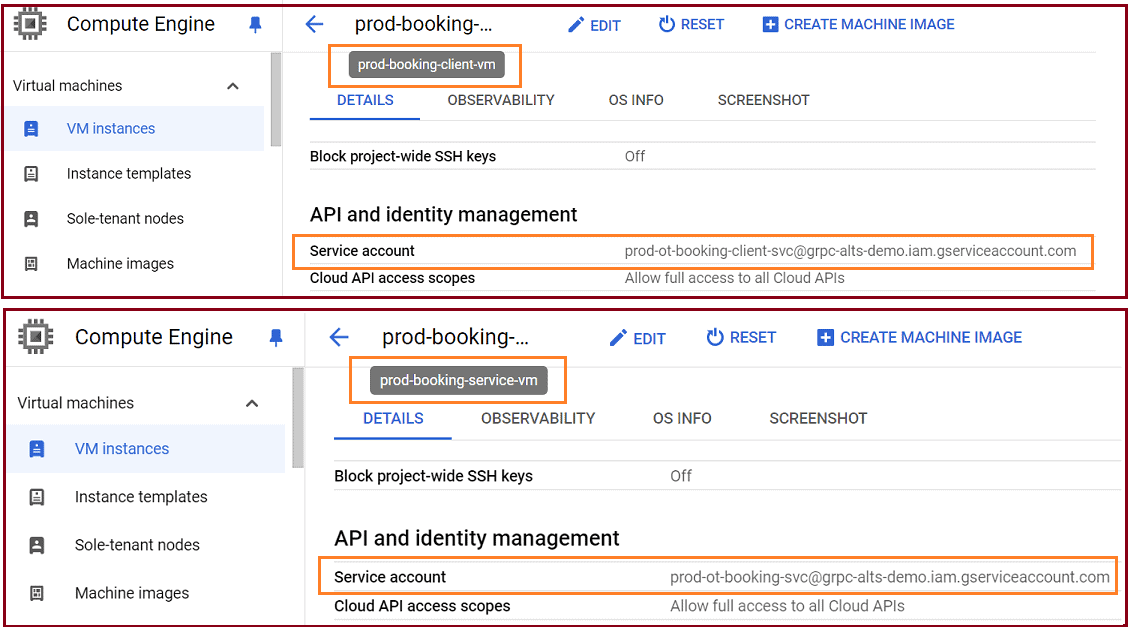 Compute Engine
prod-booking-...
EDIT
RESET
CREATE MACHINE IMAGE
prod-booking-client-vm
Virtual machines
DETAILS
OBSERVABILITY
OS INFO
SCREENSHOT
VM instances
Block project-wide SSH keys Off
Instance templates
Sole-tenant nodes
API and identity management
Service account prod-ot-booking-client-svc@grpc-alts-demo.iam.gserviceaccount.com
Machine images
Cloud API access scopes Allow full access to all Cloud APIs
Compute Engine
prod-booking-...
EDIT
RESET
CREATE MACHINE IMAGE
prod-booking-service-vm
Virtual machines
DETAILS
OBSERVABILITY
OS INFO
SCREENSHOT
VM instances
Block project-wide SSH keys Off
Instance templates
Sole-tenant nodes
API and identity management
Service account prod-ot-booking-svc@grpc-alts-demo.iam.gserviceaccount.com
Machine images
Cloud API access scopes Allow full access to all Cloud APIs